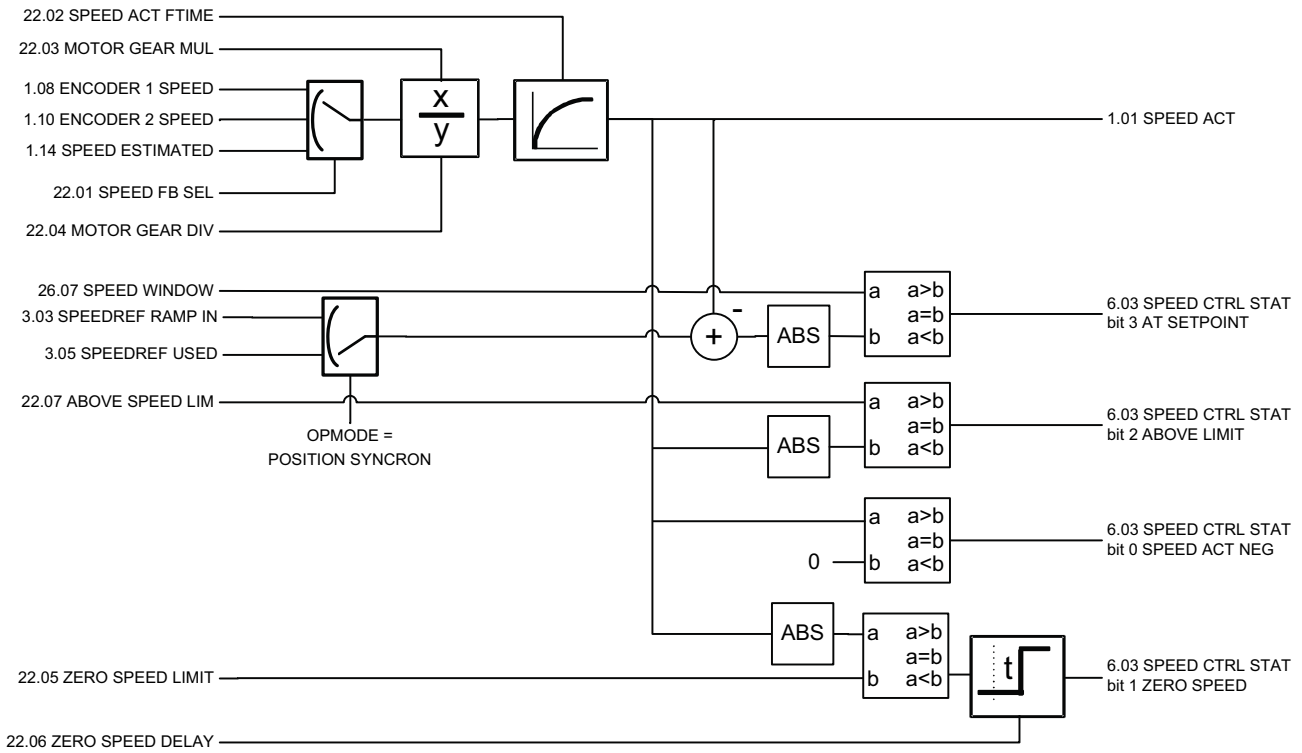 22.02 SPEED ACT FTIME
22.03 MOTOR GEAR MUL
1.08 ENCODER 1 SPEED
1.10 ENCODER 2 SPEED
1.14 SPEED ESTIMATED
22.01 SPEED FB SEL
22.04 MOTOR GEAR DIV
x
y
1.01 SPEED ACT
26.07 SPEED WINDOW
3.03 SPEEDREF RAMP IN
3.05 SPEEDREF USED
OPMODE =
POSITION SYNCRON
-
+
ABS
a a>b
a=b
b a<b
6.03 SPEED CTRL STAT
bit 3 AT SETPOINT
22.07 ABOVE SPEED LIM
ABS
a a>b
a=b
b a<b
6.03 SPEED CTRL STAT
bit 2 ABOVE LIMIT
0
a a>b
a=b
b a<b
6.03 SPEED CTRL STAT
bit 0 SPEED ACT NEG
ABS
a a>b
a=b
b a<b
t
6.03 SPEED CTRL STAT
bit 1 ZERO SPEED
22.05 ZERO SPEED LIMIT
22.06 ZERO SPEED DELAY